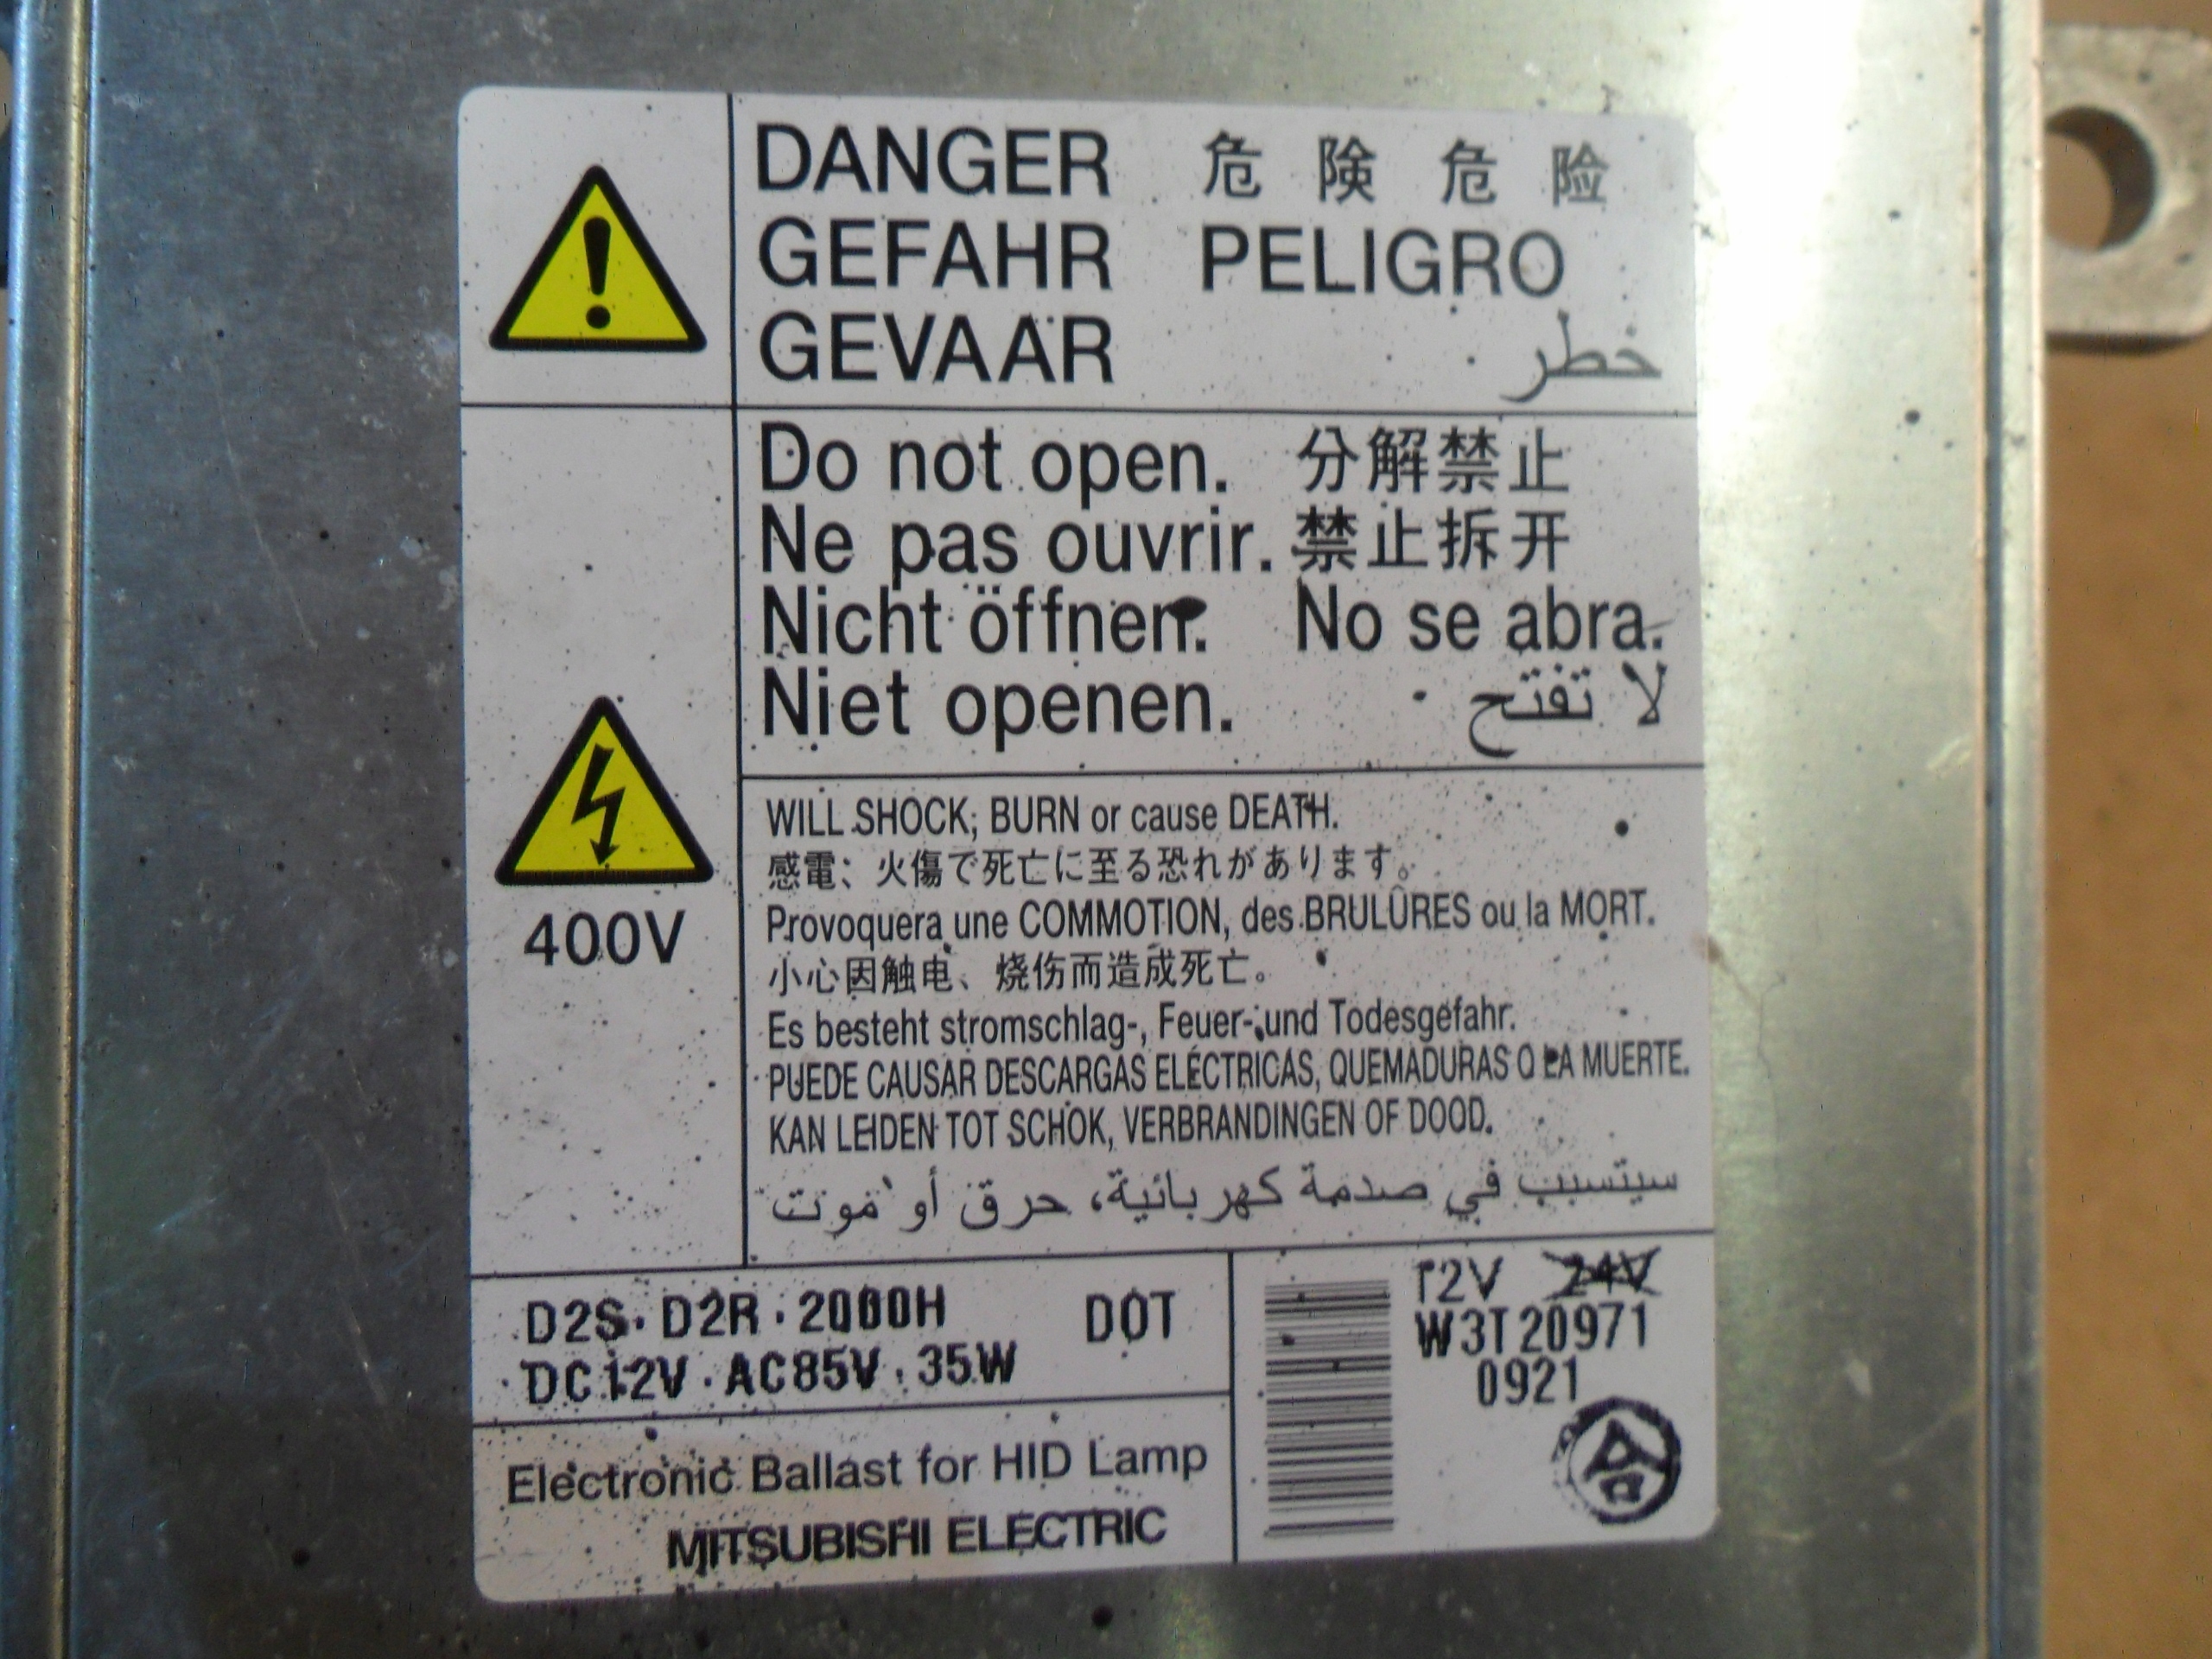 DANGER 危 険 危 险
GEFAHR PELIGRO
GEVAAR خطر
Do not open. 分解禁止
Ne pas ouvrir. 禁止拆开
Nicht öffnen. No se abra.
Niet openen. لا تفتح
WILL SHOCK, BURN or cause DEATH.
感電、火傷で死亡に至る恐れがあります。
Provoquera une COMMOTION, des BRULÛRES ou la MORT.
小心因触电、烧伤而造成死亡。
400V
Es besteht stromschlag-, Feuer- und Todesgefahr.
PUEDE CAUSAR DESCARGAS ELÉCTRICAS, QUEMADURAS O LA MUERTE.
KAN LEIDEN TOT SCHOK, VERBRANDINGEN OF DOOD.
سيتسبب في صدمة كهربائية، حرق أو موت
D2S · D2R · 2000H DOT
DC12V · AC85V · 35W
12V 24V
W3T20971
0921
合
Electronic Ballast for HID Lamp
MITSUBISHI ELECTRIC